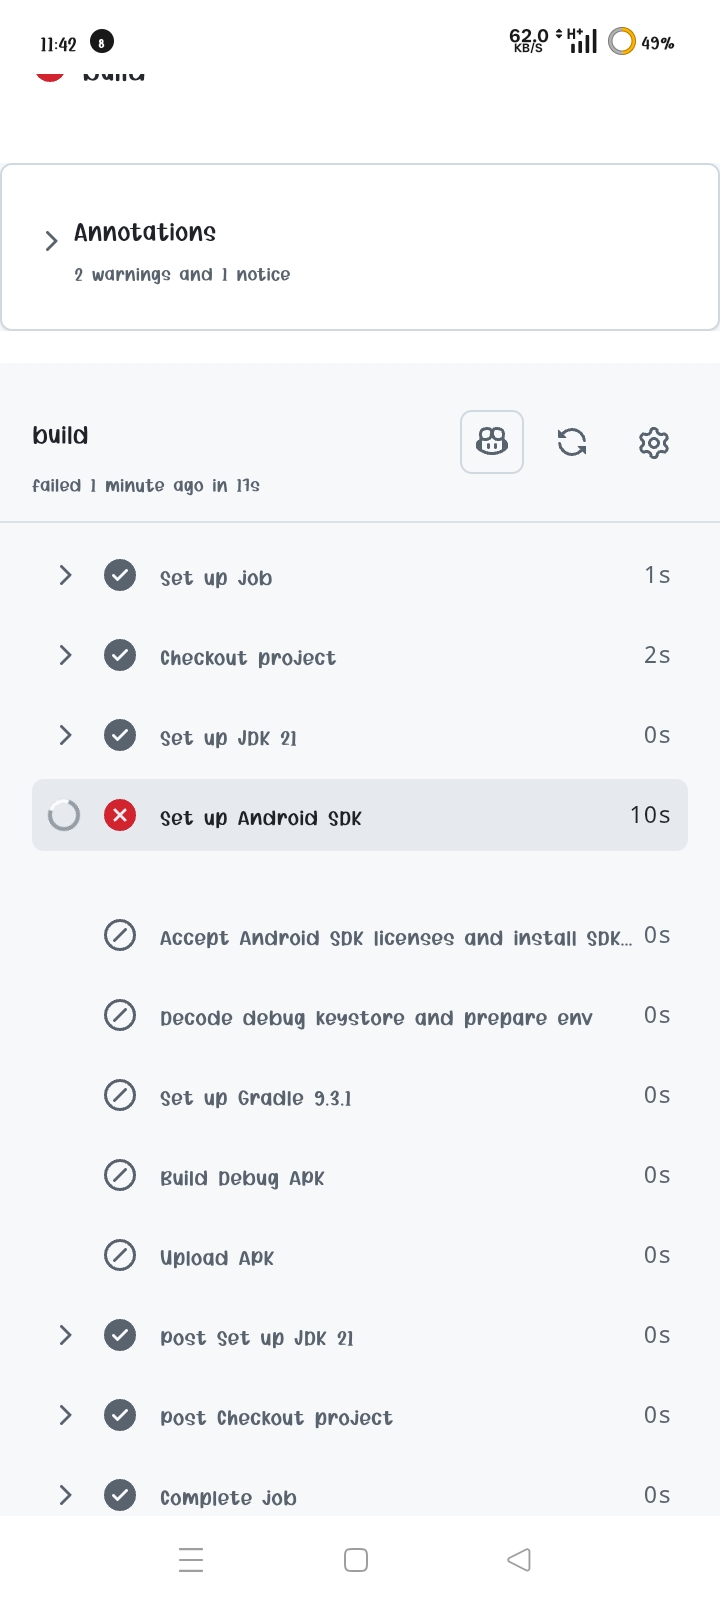 11:42 8 62.0 KB/S H+ 49%
build
Annotations
2 warnings and 1 notice
build
failed 1 minute ago in 17s
Set up job 1s
Checkout project 2s
Set up JDK 21 0s
Set up Android SDK 10s
Accept Android SDK licenses and install SDK... 0s
Decode debug keystore and prepare env 0s
Set up Gradle 9.3.1 0s
Build Debug APK 0s
Upload APK 0s
Post Set up JDK 21 0s
Post Checkout project 0s
Complete job 0s